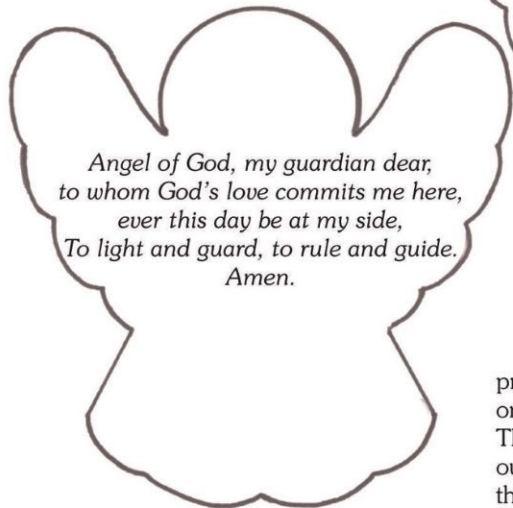 Angel of God, my guardian dear,
to whom God's love commits me here,
ever this day be at my side,
To light and guard, to rule and guide.
Amen.